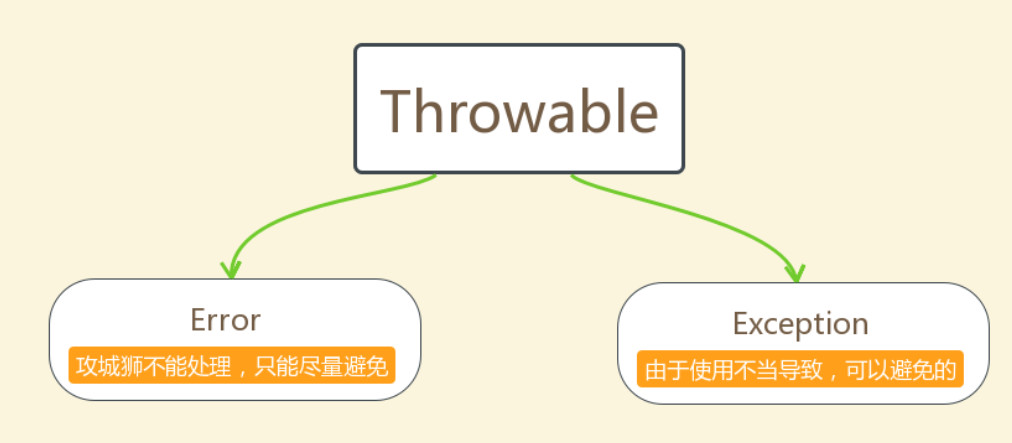 Throwable
Error
攻城狮不能处理，只能尽量避免
Exception
由于使用不当导致，可以避免的